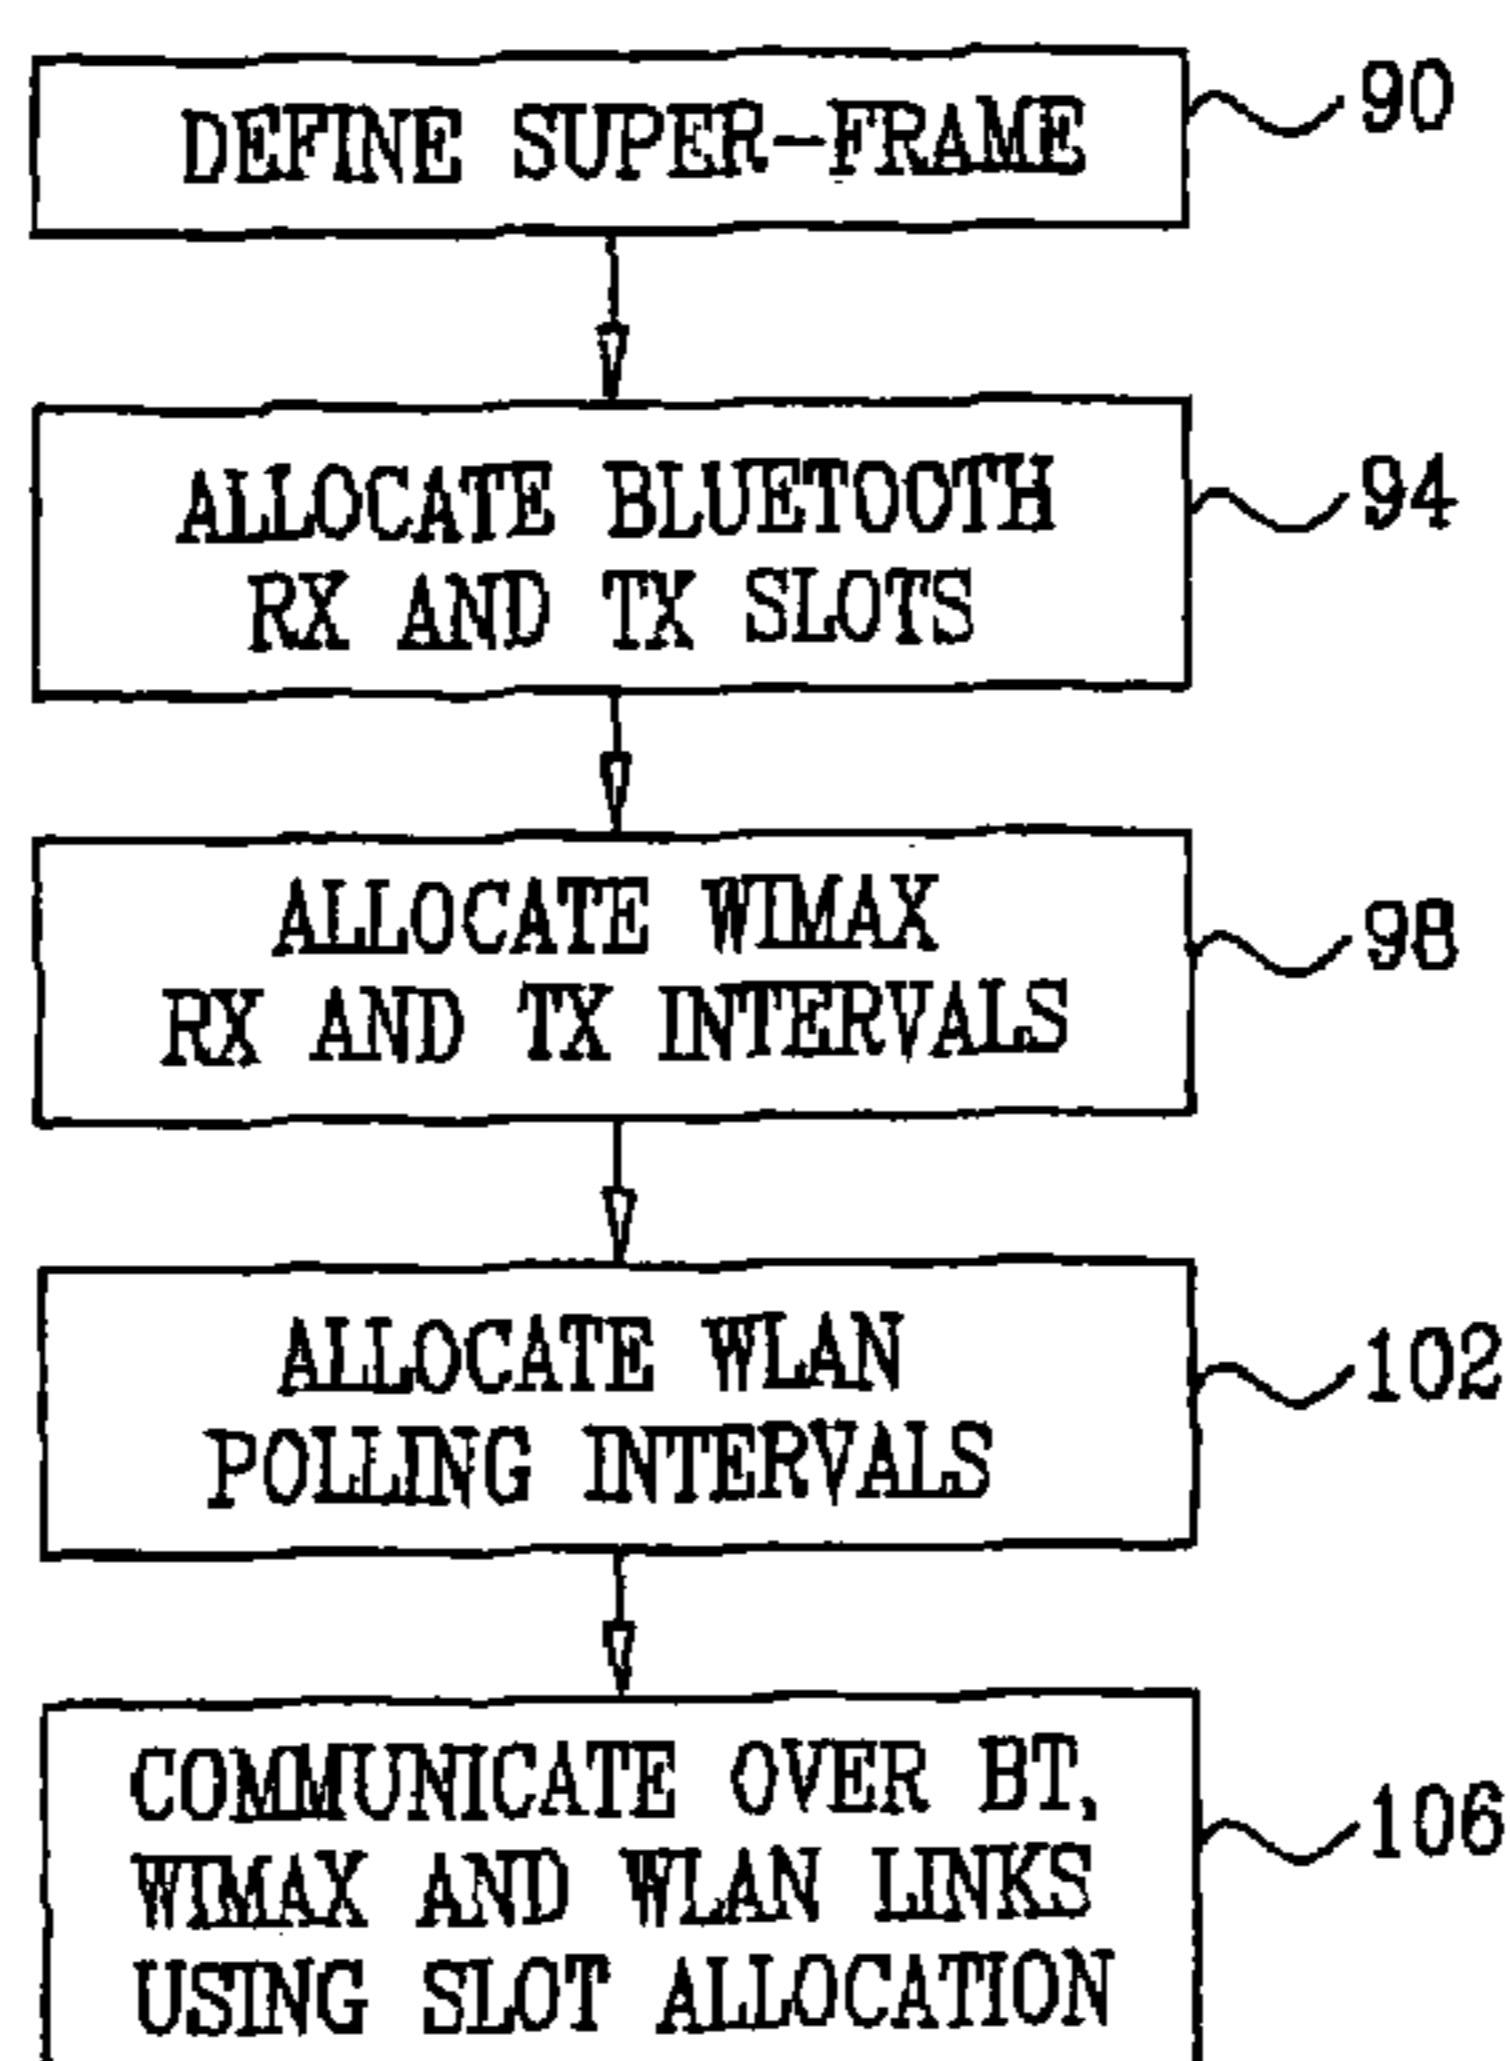 DEFINE SUPER-FRAME
90
ALLOCATE BLUETOOTH
RX AND TX SLOTS
94
ALLOCATE WIMAX
RX AND TX INTERVALS
98
ALLOCATE WLAN
POLLING INTERVALS
102
COMMUNICATE OVER BT,
WIMAX AND WLAN LINKS
USING SLOT ALLOCATION
106